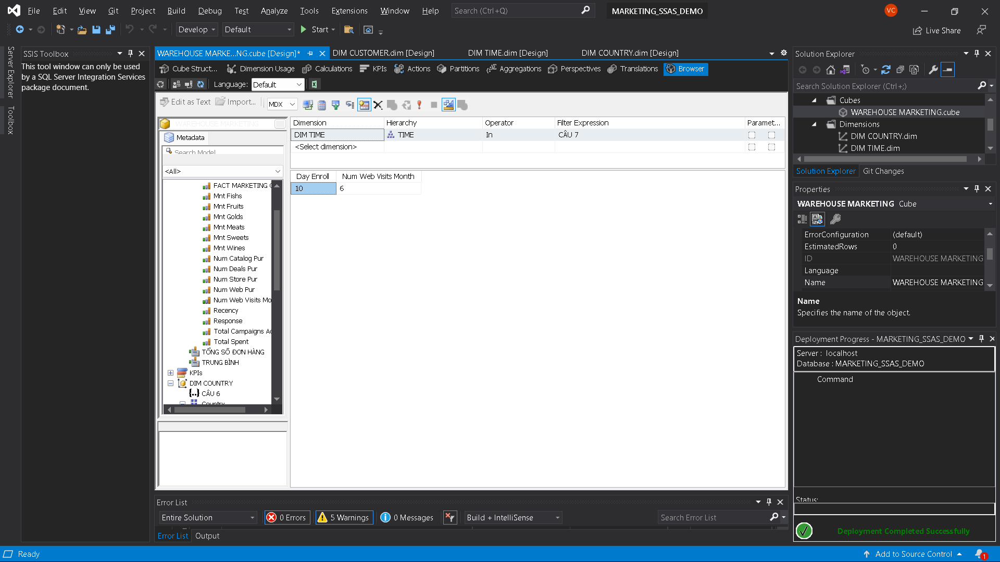 File Edit View Git Project Build Debug Test Analyze Tools Extensions Window Help Search (Ctrl+Q) MARKETING_SSAS_DEMO VC
Develop Default Start Live Share
Server Explorer
Toolbox
SSIS Toolbox
This tool window can only be used
by a SQL Server Integration Services
package document.
WAREHOUSE MARKE...NG.cube [Design]* DIM CUSTOMER.dim [Design] DIM TIME.dim [Design] DIM COUNTRY.dim [Design]
Cube Struct... Dimension Usage Calculations KPIs Actions Partitions Aggregations Perspectives Translations Browser
Language: Default
Edit as Text Import... MDX
WAREHOUSE MARKETING
Metadata
Search Model
<All>
FACT MARKETING C
Mnt Fishs
Mnt Fruits
Mnt Golds
Mnt Meats
Mnt Sweets
Mnt Wines
Num Catalog Pur
Num Deals Pur
Num Store Pur
Num Web Pur
Num Web Visits Mo
Recency
Response
Total Campaigns Ac
Total Spent
TỔNG SỐ ĐƠN HÀNG
TRUNG BÌNH
KPIs
DIM COUNTRY
CÂU 6
Country
Dimension Hierarchy Operator Filter Expression Paramet...
DIM TIME TIME In CÂU 7
<Select dimension>
Day Enroll Num Web Visits Month
10 6
Error List
Entire Solution 0 Errors 5 Warnings 0 Messages Build + IntelliSense Search Error List
Error List Output
Solution Explorer
Search Solution Explorer (Ctrl+;)
Cubes
WAREHOUSE MARKETING.cube
Dimensions
DIM COUNTRY.dim
DIM TIME.dim
Solution Explorer Git Changes
Properties
WAREHOUSE MARKETING Cube
ErrorConfiguration (default)
EstimatedRows 0
ID WAREHOUSE MARKETING
Language
Name WAREHOUSE MARKETING
Name
Specifies the name of the object.
Deployment Progress - MARKETING_SSAS_DEMO
Server : localhost
Database : MARKETING_SSAS_DEMO
Command
Status:
Deployment Completed Successfully
Ready Add to Source Control 1